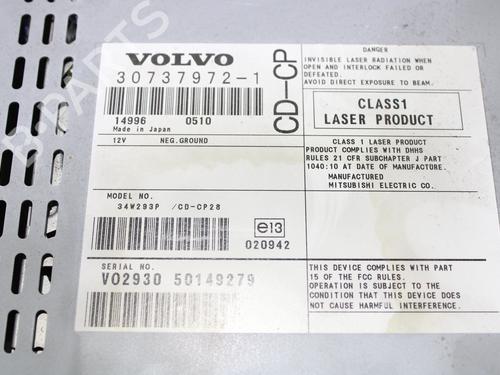 VOLVO
30737972-1
14996 0510
Made in Japan
CD-CP
12V NEG.GROUND
MODEL NO.
34W293P /CD-CP28
e13
020942
SERIAL NO.
VO2930 50149279
DANGER
INVISIBLE LASER RADIATION WHEN
OPEN AND INTERLOCK FAILED OR
DEFEATED.
AVOID DIRECT EXPOSURE TO BEAM.
CLASS1
LASER PRODUCT
CLASS 1 LASER PRODUCT
PRODUCT COMPLIES WITH DHHS
RULES 21 CFR SUBCHAPTER J PART
1040:10 AT DATE OF MANUFACTURE.
MANUFACTURED
MITSUBISHI ELECTRIC CO.
THIS DEVICE COMPLIES WITH PART
15 OF THE FCC RULES.
OPERATION IS SUBJECT TO THE
CONDITION THAT THIS DEVICE DOES
NOT CAUSE HARMFUL INTERFERENCE.
B-PARTS